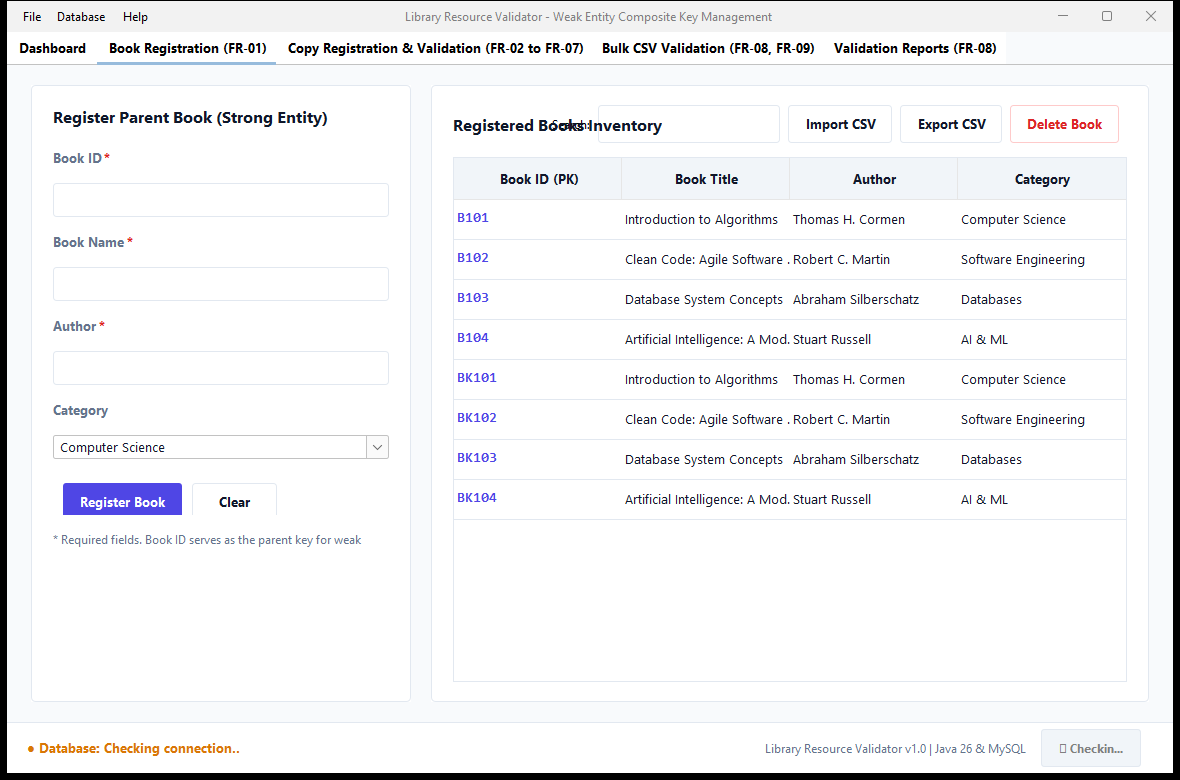 File Database Help Library Resource Validator - Weak Entity Composite Key Management
Dashboard Book Registration (FR-01) Copy Registration & Validation (FR-02 to FR-07) Bulk CSV Validation (FR-08, FR-09) Validation Reports (FR-08)
Register Parent Book (Strong Entity)
Book ID *
Book Name *
Author *
Category
Computer Science
Register Book Clear
* Required fields. Book ID serves as the parent key for weak
Registered Books Inventory Search: Import CSV Export CSV Delete Book
Book ID (PK) Book Title Author Category
B101 Introduction to Algorithms Thomas H. Cormen Computer Science
B102 Clean Code: Agile Software . Robert C. Martin Software Engineering
B103 Database System Concepts Abraham Silberschatz Databases
B104 Artificial Intelligence: A Mod. Stuart Russell AI & ML
BK101 Introduction to Algorithms Thomas H. Cormen Computer Science
BK102 Clean Code: Agile Software . Robert C. Martin Software Engineering
BK103 Database System Concepts Abraham Silberschatz Databases
BK104 Artificial Intelligence: A Mod. Stuart Russell AI & ML
● Database: Checking connection.. Library Resource Validator v1.0 | Java 26 & MySQL Checkin...